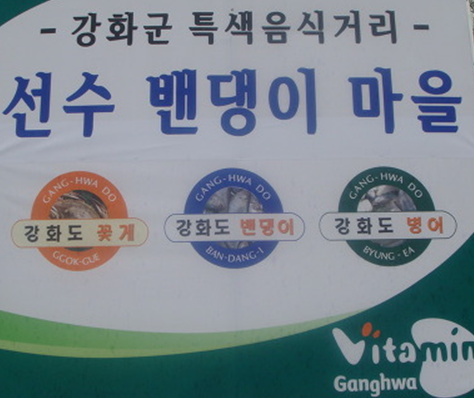 - 강화군 특색음식거리 -
선수 밴댕이 마을
GANG-HWA DO
강화도 꽃게
GGOK-GUE
GANG-HWA DO
강화도 밴댕이
BAN-DANG-I
GANG-HWA DO
강화도 병어
BYUNG-EA
Vitamin
Ganghwa